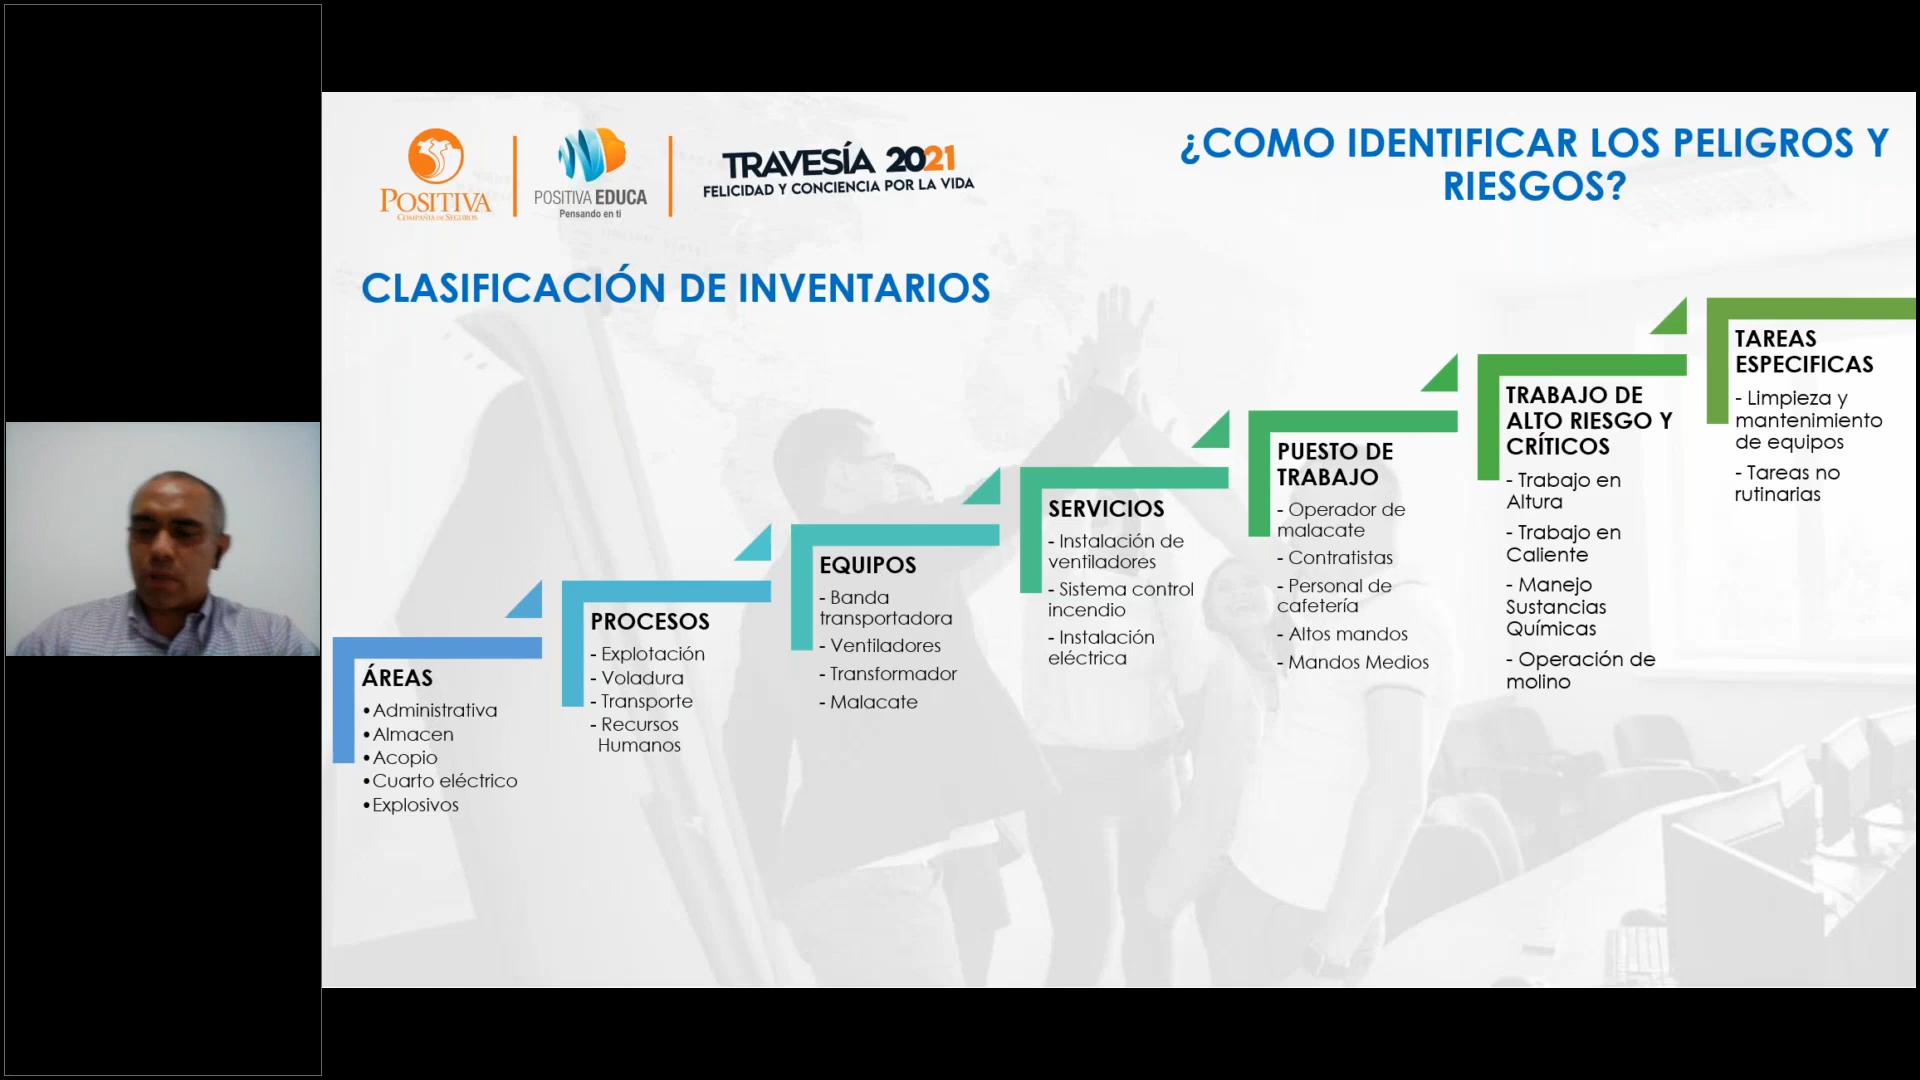 POSITIVA
COMPAÑÍA DE SEGUROS
POSITIVA EDUCA
Pensando en ti
TRAVESÍA 2021
FELICIDAD Y CONCIENCIA POR LA VIDA
¿COMO IDENTIFICAR LOS PELIGROS Y
RIESGOS?
CLASIFICACIÓN DE INVENTARIOS
ÁREAS
•Administrativa
•Almacen
•Acopio
•Cuarto eléctrico
•Explosivos
PROCESOS
- Explotación
- Voladura
- Transporte
- Recursos
Humanos
EQUIPOS
- Banda
transportadora
- Ventiladores
- Transformador
- Malacate
SERVICIOS
- Instalación de
ventiladores
- Sistema control
incendio
- Instalación
eléctrica
PUESTO DE
TRABAJO
- Operador de
malacate
- Contratistas
- Personal de
cafetería
- Altos mandos
- Mandos Medios
TRABAJO DE
ALTO RIESGO Y
CRÍTICOS
- Trabajo en
Altura
- Trabajo en
Caliente
- Manejo
Sustancias
Químicas
- Operación de
molino
TAREAS
ESPECIFICAS
- Limpieza y
mantenimiento
de equipos
- Tareas no
rutinarias